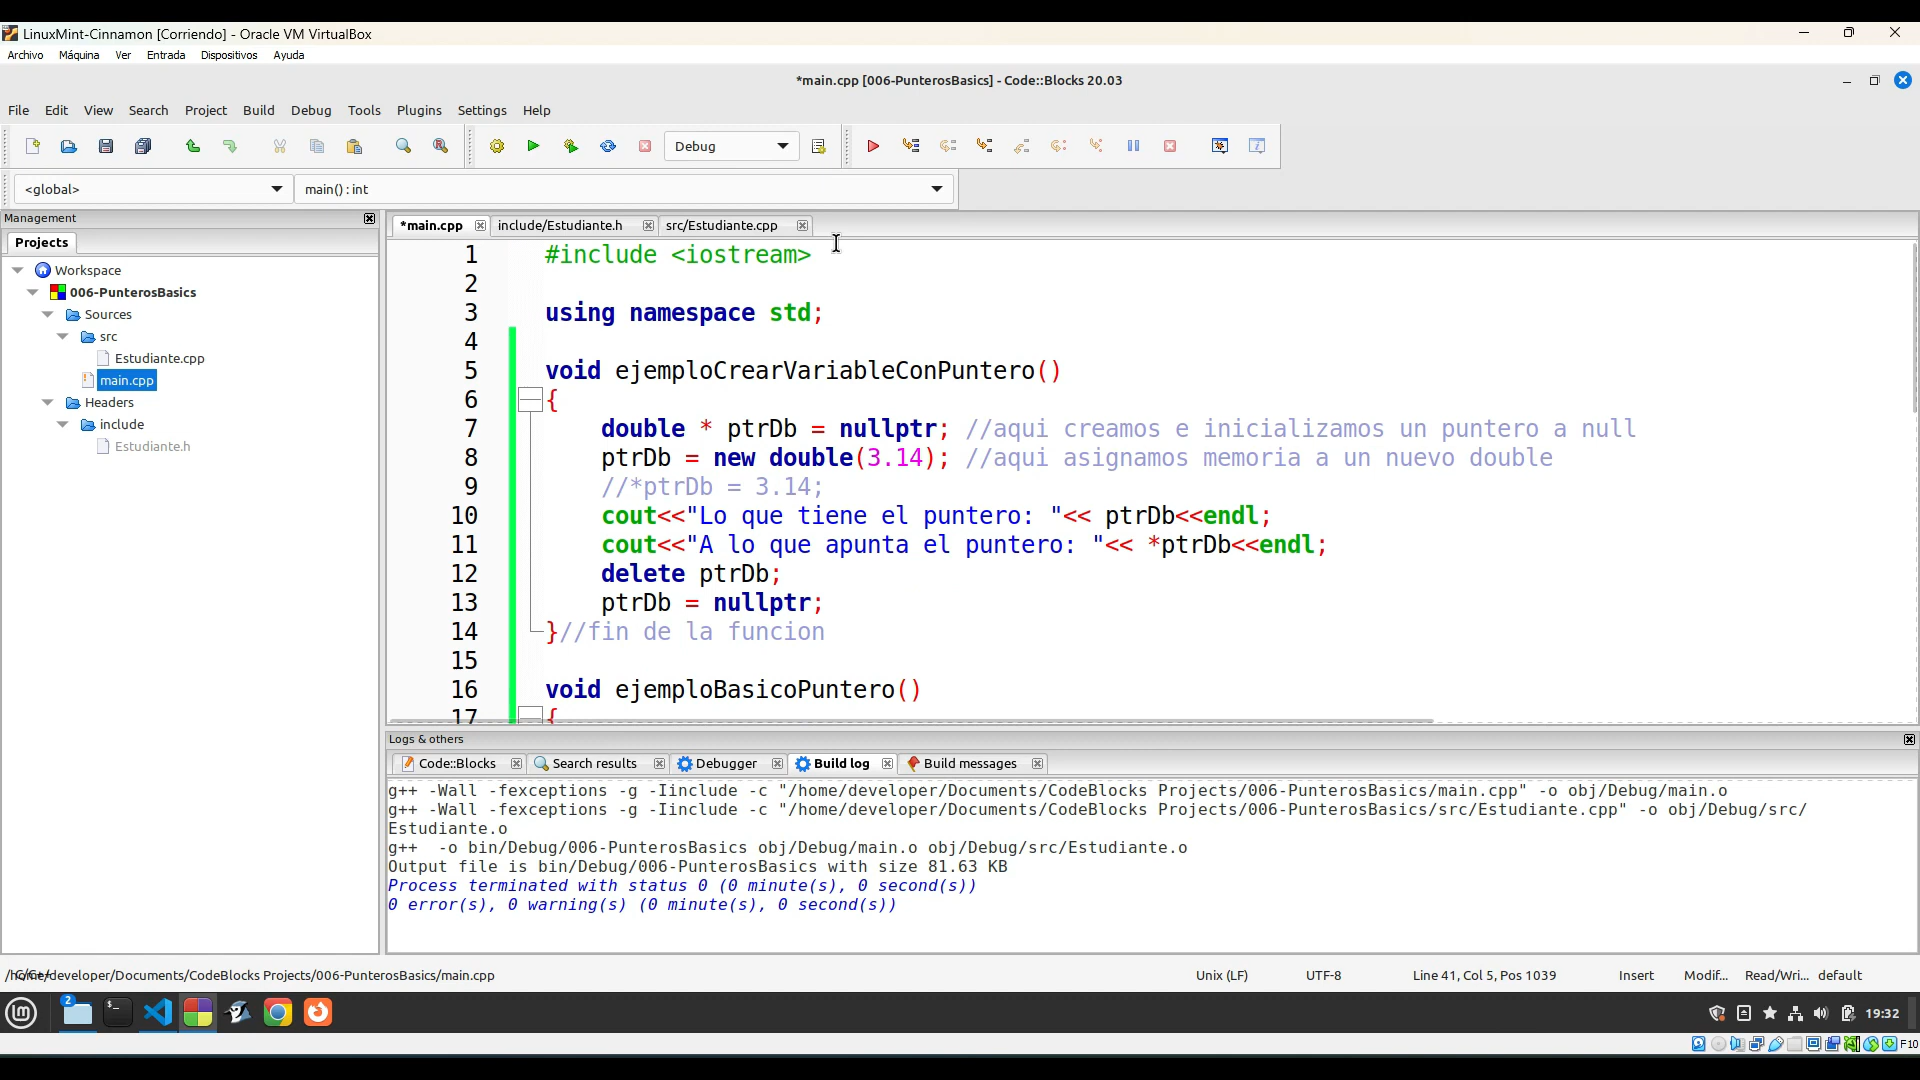 LinuxMint-Cinnamon [Corriendo] - Oracle VM VirtualBox
Archivo Máquina Ver Entrada Dispositivos Ayuda
*main.cpp [006-PunterosBasics] - Code::Blocks 20.03
File Edit View Search Project Build Debug Tools Plugins Settings Help
Debug
<global> main() : int
Management
Projects
Workspace
006-PunterosBasics
Sources
src
Estudiante.cpp
main.cpp
Headers
include
Estudiante.h
*main.cpp include/Estudiante.h src/Estudiante.cpp
1 #include <iostream>
2
3 using namespace std;
4
5 void ejemploCrearVariableConPuntero()
6 {
7 double * ptrDb = nullptr; //aqui creamos e inicializamos un puntero a null
8 ptrDb = new double(3.14); //aqui asignamos memoria a un nuevo double
9 //*ptrDb = 3.14;
10 cout<<"Lo que tiene el puntero: "<< ptrDb<<endl;
11 cout<<"A lo que apunta el puntero: "<< *ptrDb<<endl;
12 delete ptrDb;
13 ptrDb = nullptr;
14 }//fin de la funcion
15
16 void ejemploBasicoPuntero()
17 {
Logs & others
Code::Blocks Search results Debugger Build log Build messages
g++ -Wall -fexceptions -g -Iinclude -c "/home/developer/Documents/CodeBlocks Projects/006-PunterosBasics/main.cpp" -o obj/Debug/main.o
g++ -Wall -fexceptions -g -Iinclude -c "/home/developer/Documents/CodeBlocks Projects/006-PunterosBasics/src/Estudiante.cpp" -o obj/Debug/src/
Estudiante.o
g++ -o bin/Debug/006-PunterosBasics obj/Debug/main.o obj/Debug/src/Estudiante.o
Output file is bin/Debug/006-PunterosBasics with size 81.63 KB
Process terminated with status 0 (0 minute(s), 0 second(s))
0 error(s), 0 warning(s) (0 minute(s), 0 second(s))
/home/developer/Documents/CodeBlocks Projects/006-PunterosBasics/main.cpp Unix (LF) UTF-8 Line 41, Col 5, Pos 1039 Insert Modif... Read/Wri... default
2 19:32
F10